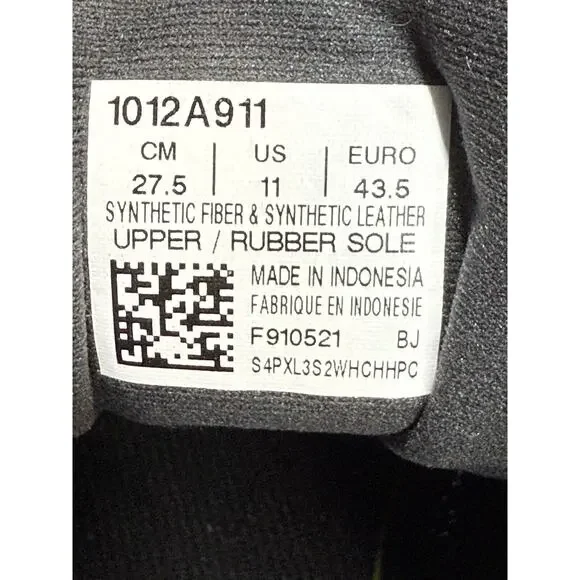 1012A911
CM | US | EURO
27.5 | 11 | 43.5
SYNTHETIC FIBER & SYNTHETIC LEATHER
UPPER / RUBBER SOLE
MADE IN INDONESIA
FABRIQUE EN INDONESIE
F910521 BJ
S4PXL3S2WHCHHPC